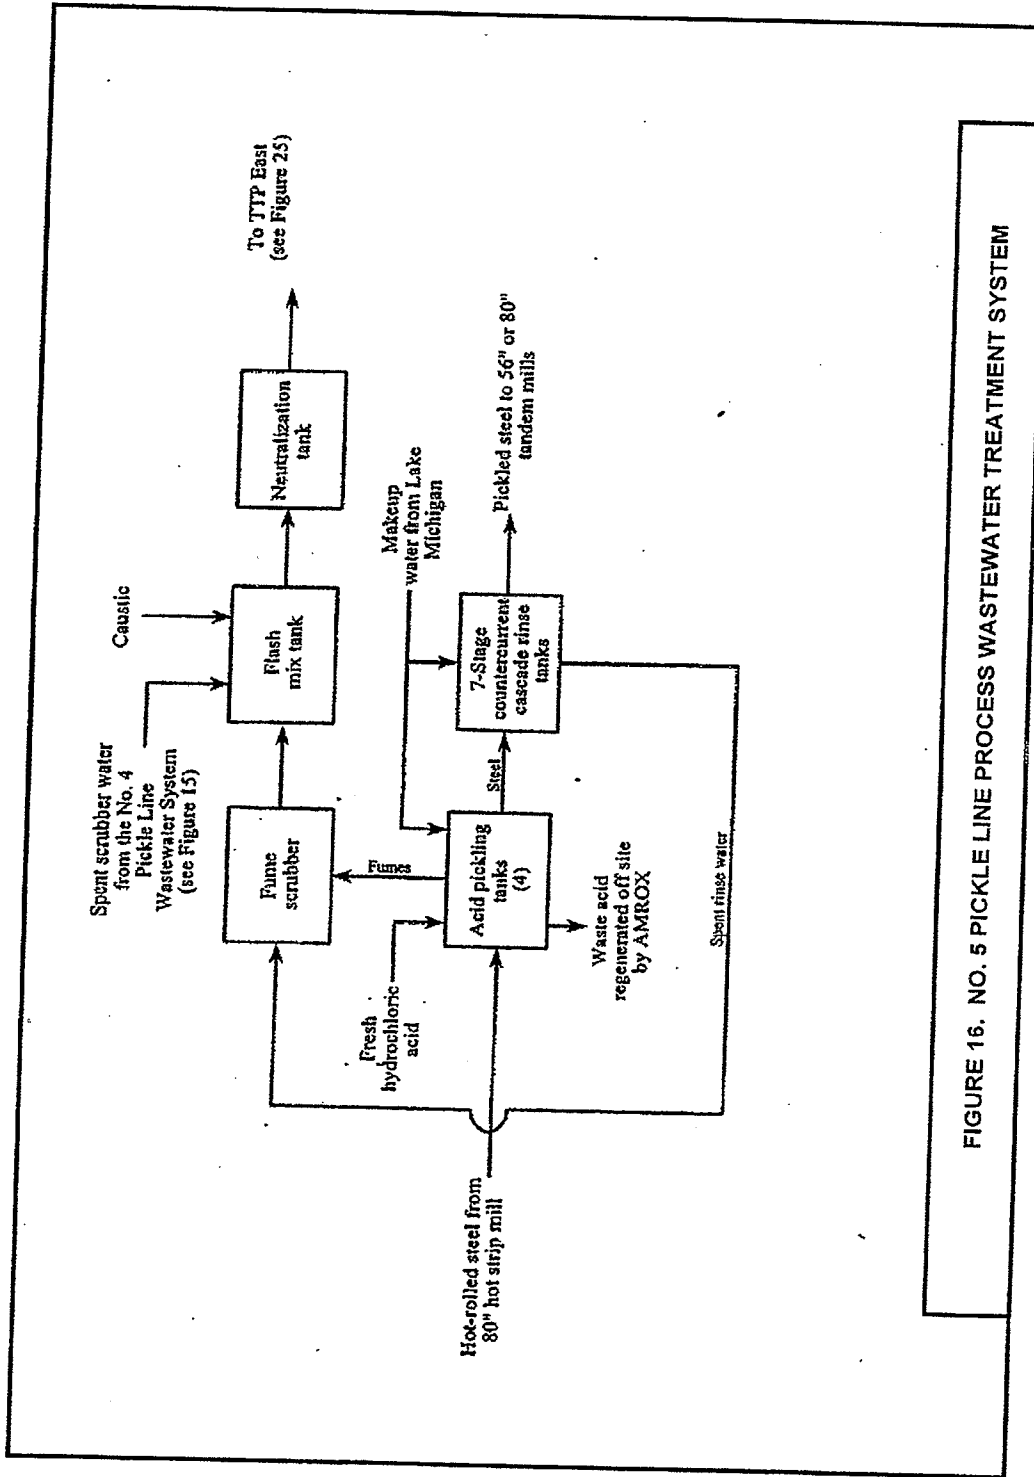 Spent scrubber water
from the No. 4
Pickle Line
Wastewater System
(see Figure 15)
Caustic
Fume
scrubber
Flash
mix tank
Neutralization
tank
To TTP East
(see Figure 25)
Fresh
hydrochloric
acid
Fumes
Makeup
water from Lake
Michigan
Hot-rolled steel from
80" hot strip mill
Acid pickling
tanks
(4)
Steel
7-Stage
countercurrent
cascade rinse
tanks
Pickled steel to 56" or 80"
tandem mills
Waste acid
regenerated off site
by AMROX
Spent rinse water
FIGURE 16. NO. 5 PICKLE LINE PROCESS WASTEWATER TREATMENT SYSTEM